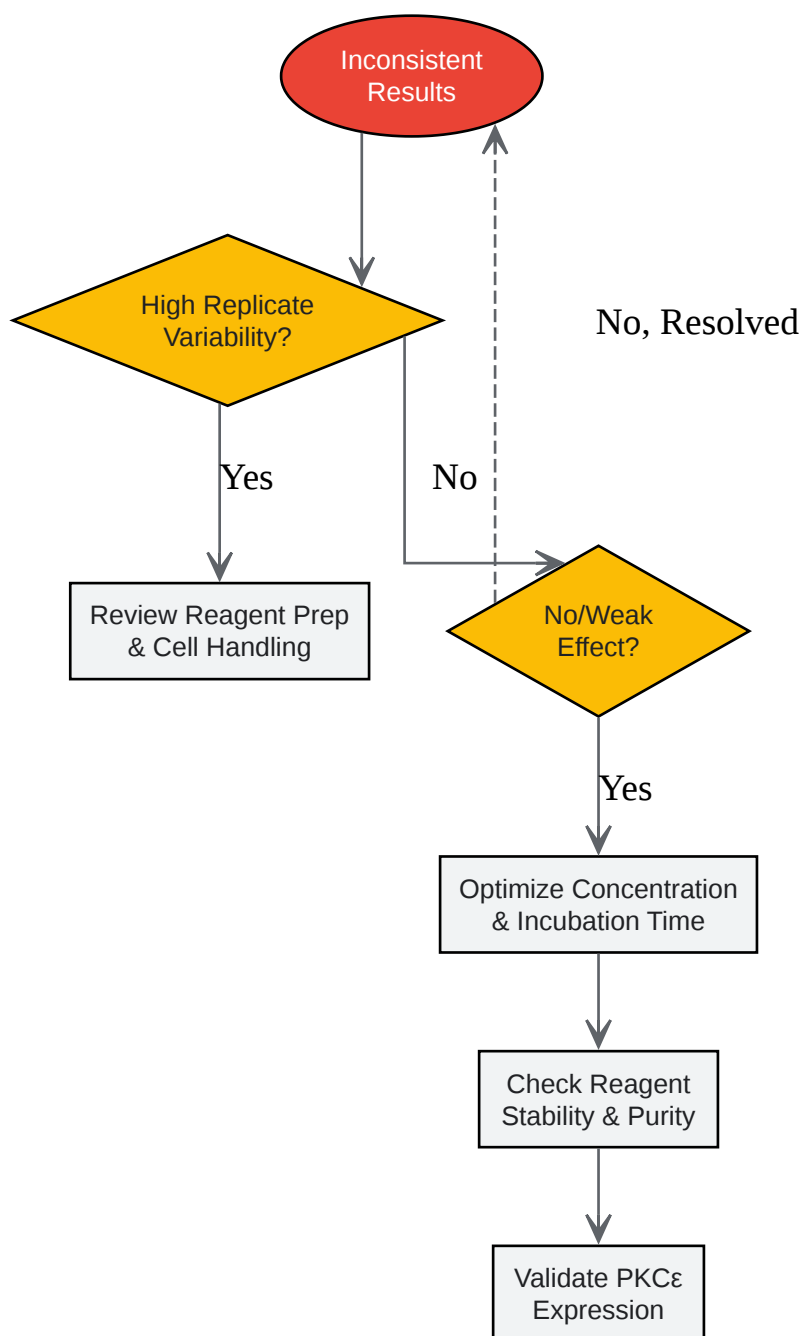 Inconsistent
Results
High Replicate
Variability?
No, Resolved
Yes
No
Review Reagent Prep
& Cell Handling
No/Weak
Effect?
Yes
Optimize Concentration
& Incubation Time
Check Reagent
Stability & Purity
Validate PKCε
Expression